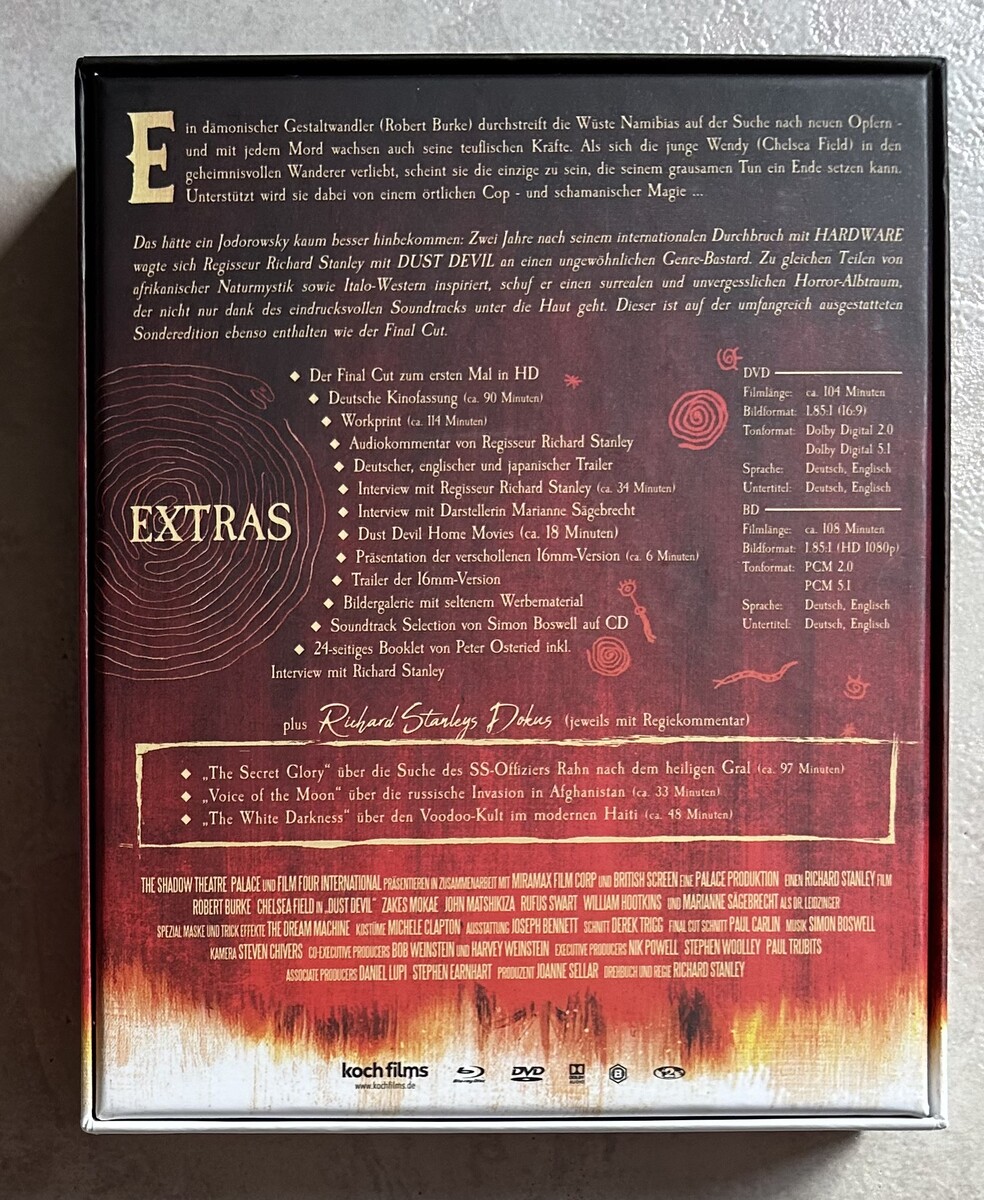 Ein dämonischer Gestaltwandler (Robert Burke) durchstreift die Wüste Namibias auf der Suche nach neuen Opfern -
und mit jedem Mord wachsen auch seine teuflischen Kräfte. Als sich die junge Wendy (Chelsea Field) in den
geheimnisvollen Wanderer verliebt, scheint sie die einzige zu sein, die seinem grausamen Tun ein Ende setzen kann.
Unterstützt wird sie dabei von einem örtlichen Cop - und schamanischer Magie ...
Das hätte ein Jodorowsky kaum besser hinbekommen: Zwei Jahre nach seinem internationalen Durchbruch mit HARDWARE
wagte sich Regisseur Richard Stanley mit DUST DEVIL an einen ungewöhnlichen Genre-Bastard. Zu gleichen Teilen von
afrikanischer Naturmystik sowie Italo-Western inspiriert, schuf er einen surrealen und unvergesslichen Horror-Albtraum,
der nicht nur dank des eindrucksvollen Soundtracks unter die Haut geht. Dieser ist auf der umfangreich ausgestatteten
Sonderedition ebenso enthalten wie der Final Cut.
EXTRAS
◆ Der Final Cut zum ersten Mal in HD
◆ Deutsche Kinofassung (ca. 90 Minuten)
◆ Workprint (ca. 114 Minuten)
◆ Audiokommentar von Regisseur Richard Stanley
◆ Deutscher, englischer und japanischer Trailer
◆ Interview mit Regisseur Richard Stanley (ca. 34 Minuten)
◆ Interview mit Darstellerin Marianne Sägebrecht
◆ Dust Devil Home Movies (ca. 18 Minuten)
◆ Präsentation der verschollenen 16mm-Version (ca. 6 Minuten)
◆ Trailer der 16mm-Version
◆ Bildergalerie mit seltenem Werbematerial
◆ Soundtrack Selection von Simon Boswell auf CD
◆ 24-seitiges Booklet von Peter Osteried inkl.
Interview mit Richard Stanley
DVD
Filmlänge: ca. 104 Minuten
Bildformat: 1.85:1 (16:9)
Tonformat: Dolby Digital 2.0
Dolby Digital 5.1
Sprache: Deutsch, Englisch
Untertitel: Deutsch, Englisch
BD
Filmlänge: ca. 108 Minuten
Bildformat: 1.85:1 (HD 1080p)
Tonformat: PCM 2.0
PCM 5.1
Sprache: Deutsch, Englisch
Untertitel: Deutsch, Englisch
plus Richard Stanleys Dokus (jeweils mit Regiekommentar)
◆ „The Secret Glory“ über die Suche des SS-Offiziers Rahn nach dem heiligen Gral (ca. 97 Minuten)
◆ „Voice of the Moon“ über die russische Invasion in Afghanistan (ca. 33 Minuten)
◆ „The White Darkness“ über den Voodoo-Kult im modernen Haiti (ca. 48 Minuten)
THE SHADOW THEATRE PALACE UND FILM FOUR INTERNATIONAL PRÄSENTIEREN IN ZUSAMMENARBEIT MIT MIRAMAX FILM CORP UND BRITISH SCREEN EINE PALACE PRODUKTION EINEN RICHARD STANLEY FILM
ROBERT BURKE CHELSEA FIELD IN „DUST DEVIL“ ZAKES MOKAE JOHN MATSHIKIZA RUFUS SWART WILLIAM HOOTKINS UND MARIANNE SÄGEBRECHT ALS DR. LEIDZINGER
SPEZIAL MASKE UND TRICK EFFEKTE THE DREAM MACHINE KOSTÜME MICHELE CLAPTON AUSSTATTUNG JOSEPH BENNETT SCHNITT DEREK TRIGG FINAL CUT SCHNITT PAUL CARLIN MUSIK SIMON BOSWELL
KAMERA STEVEN CHIVERS CO-EXECUTIVE PRODUCERS BOB WEINSTEIN UND HARVEY WEINSTEIN EXECUTIVE PRODUCERS NIK POWELL STEPHEN WOOLLEY PAUL TRIJBITS
ASSOCIATE PRODUCERS DANIEL LUPI STEPHEN EARNHART PRODUZENT JOANNE SELLAR DREHBUCH UND REGIE RICHARD STANLEY
koch films
www.kochfilms.de
Blu-ray Disc
DVD
DOLBY
B
2